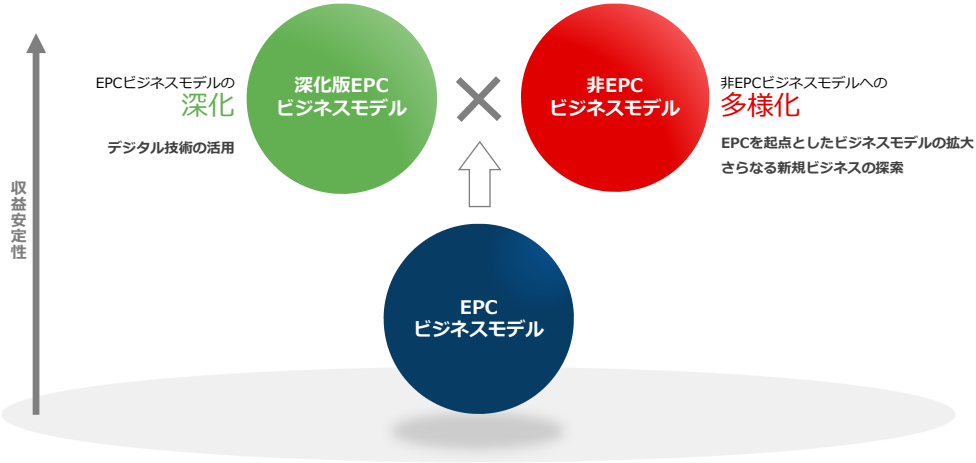 EPCビジネスモデルの
深化
デジタル技術の活用
深化版EPC
ビジネスモデル
非EPC
ビジネスモデル
非EPCビジネスモデルへの
多様化
EPCを起点としたビジネスモデルの拡大
さらなる新規ビジネスの探索
収益安定性
EPC
ビジネスモデル